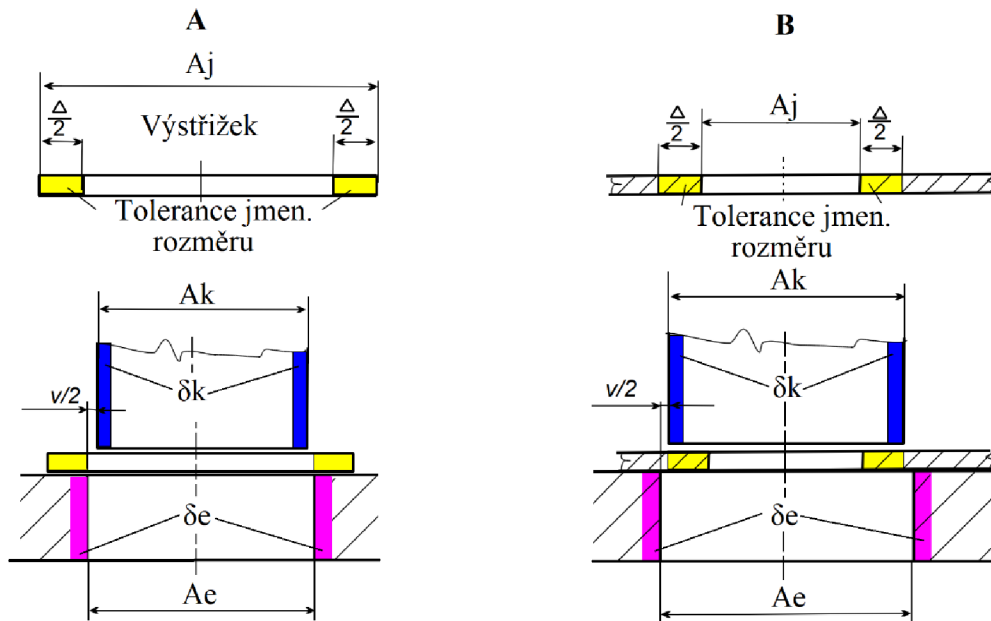 A
Aj
Δ/2
Výstřižek
Δ/2
Tolerance jmen.
rozměru
Ak
δk
v/2
δe
Ae
B
Δ/2
Aj
Δ/2
Tolerance jmen.
rozměru
Ak
δk
v/2
δe
Ae